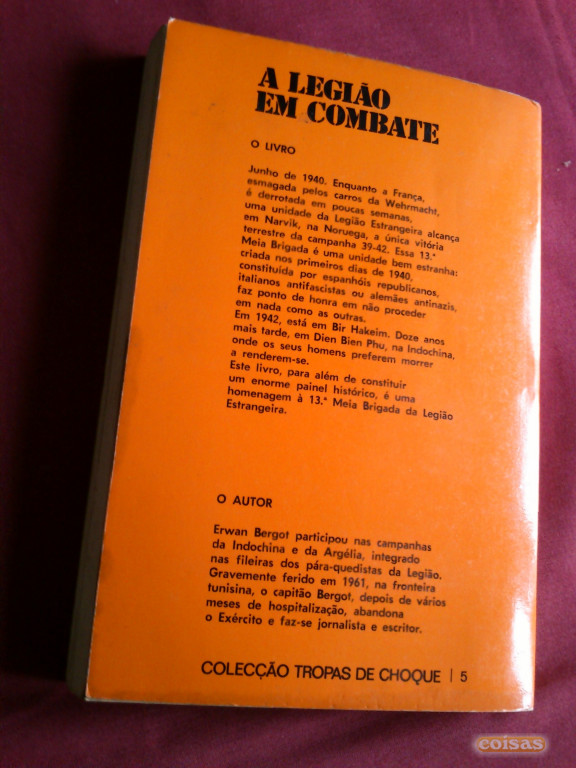 A LEGIÃO
EM COMBATE
O LIVRO
Junho de 1940. Enquanto a França,
esmagada pelos carros da Wehrmacht,
é derrotada em poucas semanas,
uma unidade da Legião Estrangeira alcança
em Narvik, na Noruega, a única vitória
terrestre da campanha 39-42. Essa 13.ª
Meia Brigada é uma unidade bem estranha:
criada nos primeiros dias de 1940,
constituída por espanhóis republicanos,
italianos antifascistas ou alemães antinazis,
faz ponto de honra em não proceder
em nada como as outras.
Em 1942, está em Bir Hakeim. Doze anos
mais tarde, em Dien Bien Phu, na Indochina,
onde os seus homens preferem morrer
a renderem-se.
Este livro, para além de constituir
um enorme painel histórico, é uma
homenagem à 13.ª Meia Brigada da Legião
Estrangeira.
O AUTOR
Erwan Bergot participou nas campanhas
da Indochina e da Argélia, integrado
nas fileiras dos pára-quedistas da Legião.
Gravemente ferido em 1961, na fronteira
tunisina, o capitão Bergot, depois de vários
meses de hospitalização, abandona
o Exército e faz-se jornalista e escritor.
COLECÇÃO TROPAS DE CHOQUE | 5
coisas